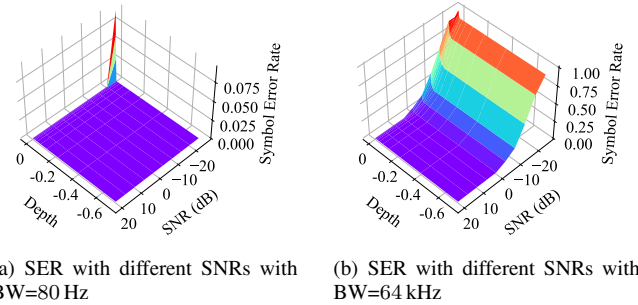 0.075
0.050
0.025
0.000
Symbol Error Rate
0
-0.2
-0.4
-0.6
Depth
−20
−10
0
10
20
SNR (dB)
1.00
0.75
0.50
0.25
0.00
Symbol Error Rate
0
-0.2
-0.4
-0.6
Depth
−20
−10
0
10
20
SNR (dB)
a) SER with different SNRs with
BW=80 Hz
(b) SER with different SNRs with
BW=64 kHz